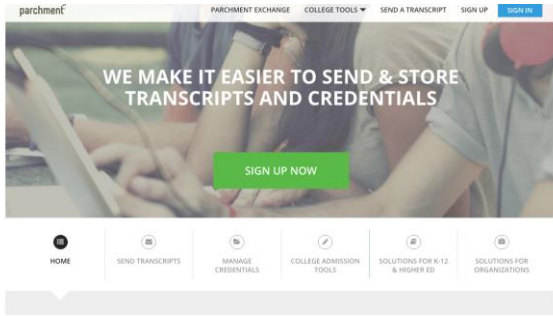 parchment
PARCHMENT EXCHANGE COLLEGE TOOLS SEND A TRANSCRIPT SIGN UP SIGN IN
WE MAKE IT EASIER TO SEND & STORE
TRANSCRIPTS AND CREDENTIALS
SIGN UP NOW
HOME
SEND TRANSCRIPTS
MANAGE
CREDENTIALS
COLLEGE ADMISSION
TOOLS
SOLUTIONS FOR K-12
& HIGHER ED
SOLUTIONS FOR
ORGANIZATIONS